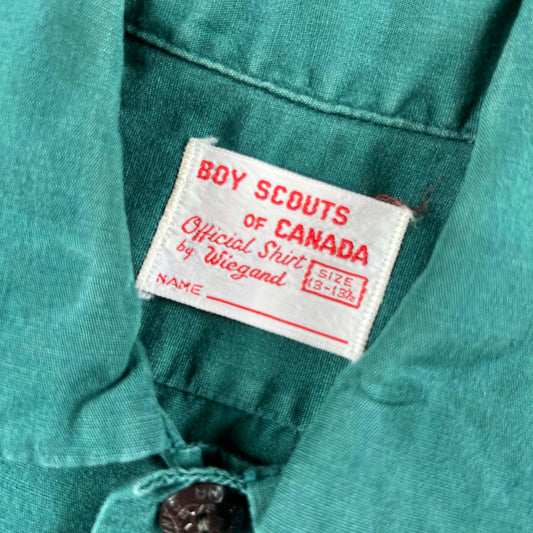 BOY SCOUTS
OF CANADA
Official Shirt
by Wiegand
SIZE
13-13½
NAME